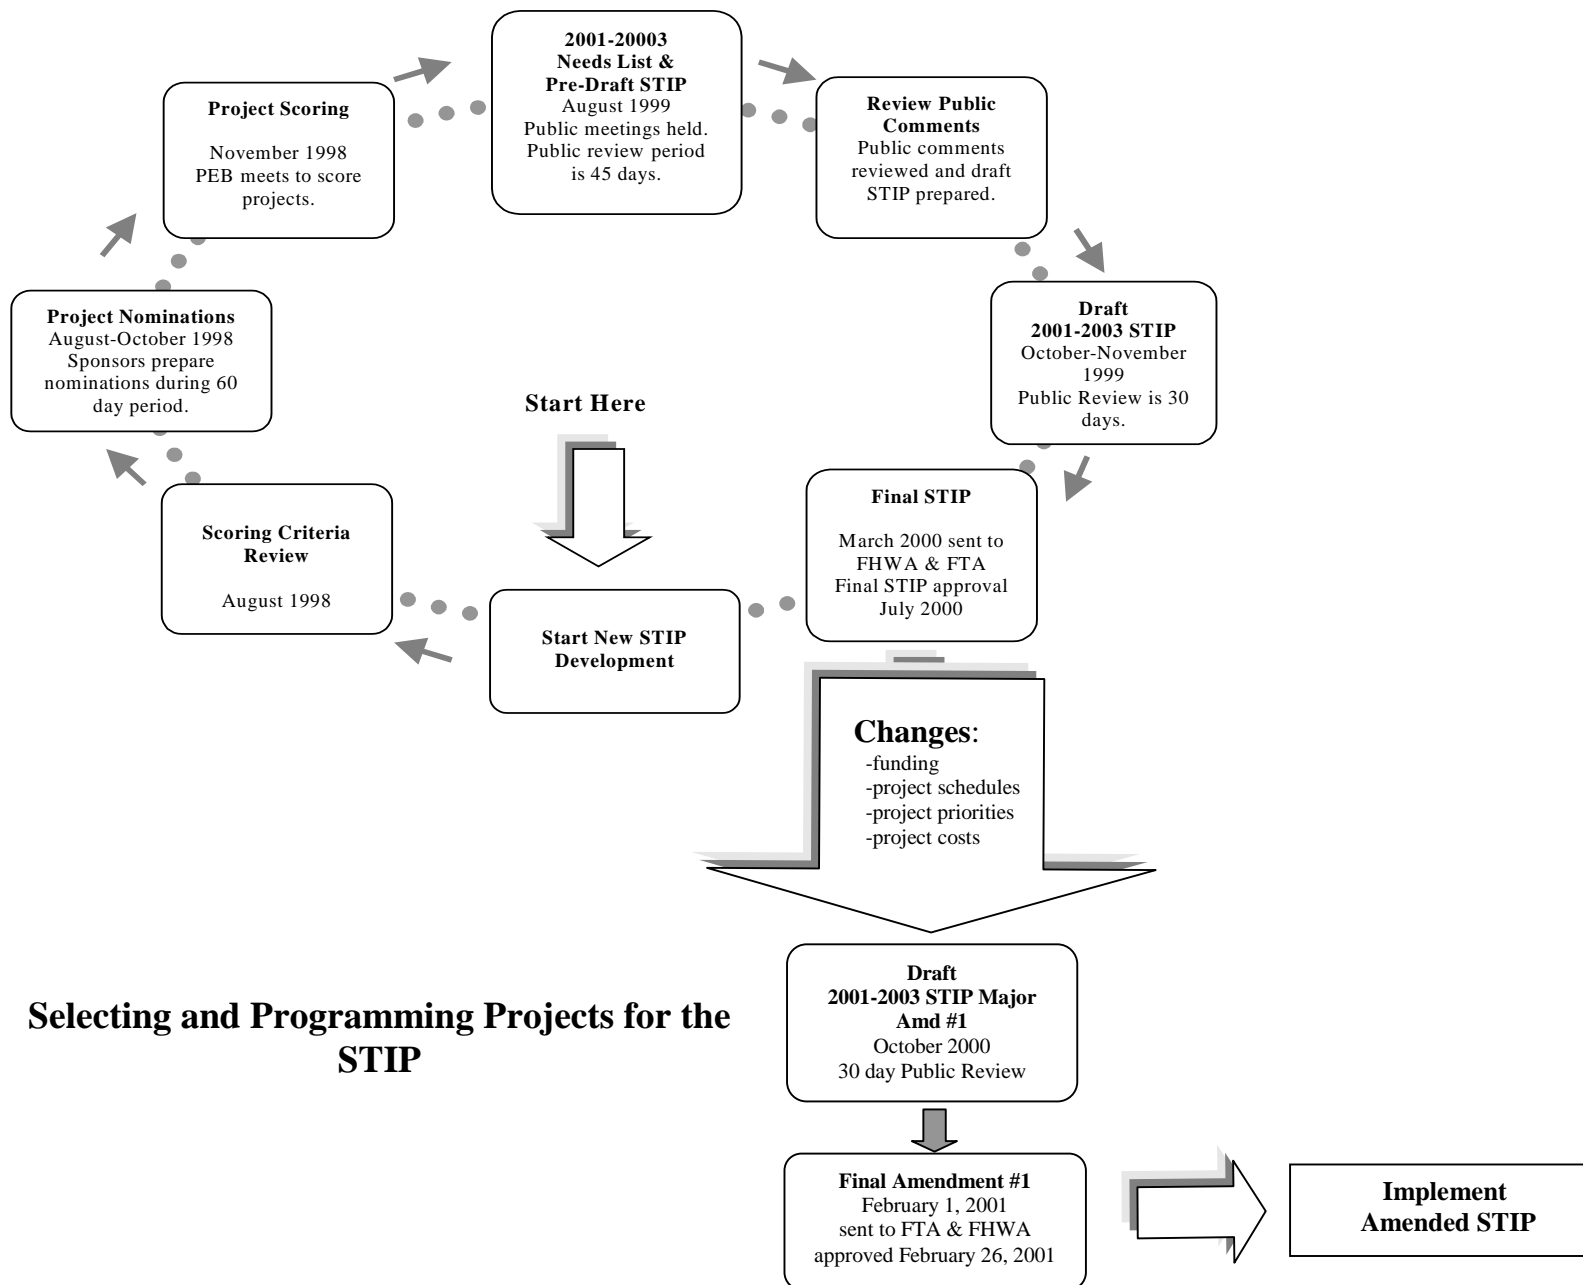 2001-20003
Needs List &
Pre-Draft STIP
August 1999
Public meetings held.
Public review period
is 45 days.
Project Scoring
November 1998
PEB meets to score
projects.
Review Public
Comments
Public comments
reviewed and draft
STIP prepared.
Project Nominations
August-October 1998
Sponsors prepare
nominations during 60
day period.
Draft
2001-2003 STIP
October-November
1999
Public Review is 30
days.
Start Here
Scoring Criteria
Review
August 1998
Final STIP
March 2000 sent to
FHWA & FTA
Final STIP approval
July 2000
Start New STIP
Development
Changes:
-funding
-project schedules
-project priorities
-project costs
Selecting and Programming Projects for the
STIP
Draft
2001-2003 STIP Major
Amd #1
October 2000
30 day Public Review
Final Amendment #1
February 1, 2001
sent to FTA & FHWA
approved February 26, 2001
Implement
Amended STIP